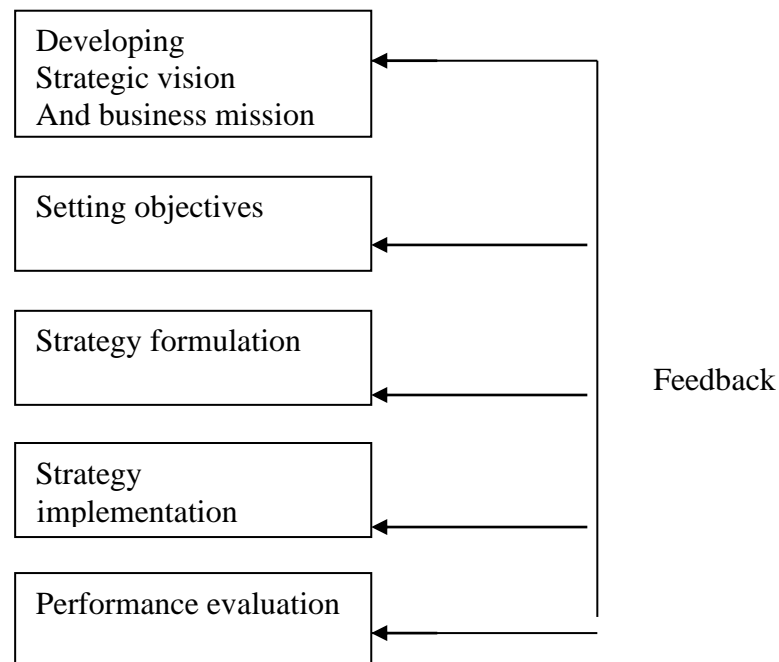 Developing
Strategic vision
And business mission
Setting objectives
Strategy formulation
Feedback
Strategy
implementation
Performance evaluation